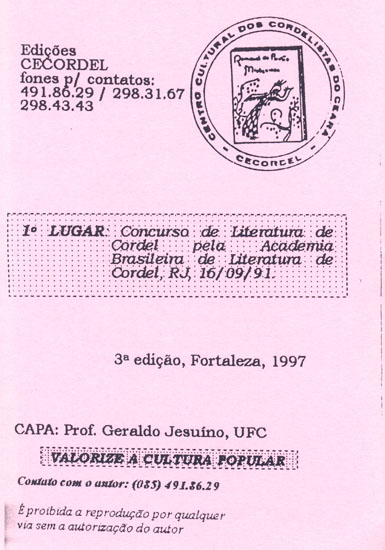 Edições
CECORDEL
fones p/ contatos:
491.86.29 / 298.31.67
298.43.43
CENTRO CULTURAL DOS CORDELISTAS DO CEARÁ
- CECORDEL -
1º LUGAR: Concurso de Literatura de
Cordel pela Academia
Brasileira de Literatura de
Cordel, RJ, 16/09/91.
3ª edição, Fortaleza, 1997
CAPA: Prof. Geraldo Jesuíno, UFC
VALORIZE A CULTURA POPULAR
Contato com o autor: (085) 491.86.29
É proibida a reprodução por qualquer
via sem a autorização do autor